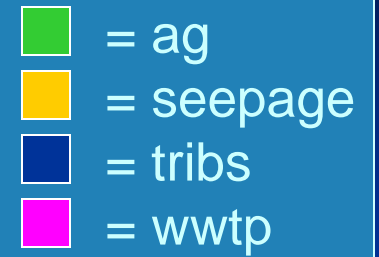 = ag
= seepage
= tribs
= wwtp